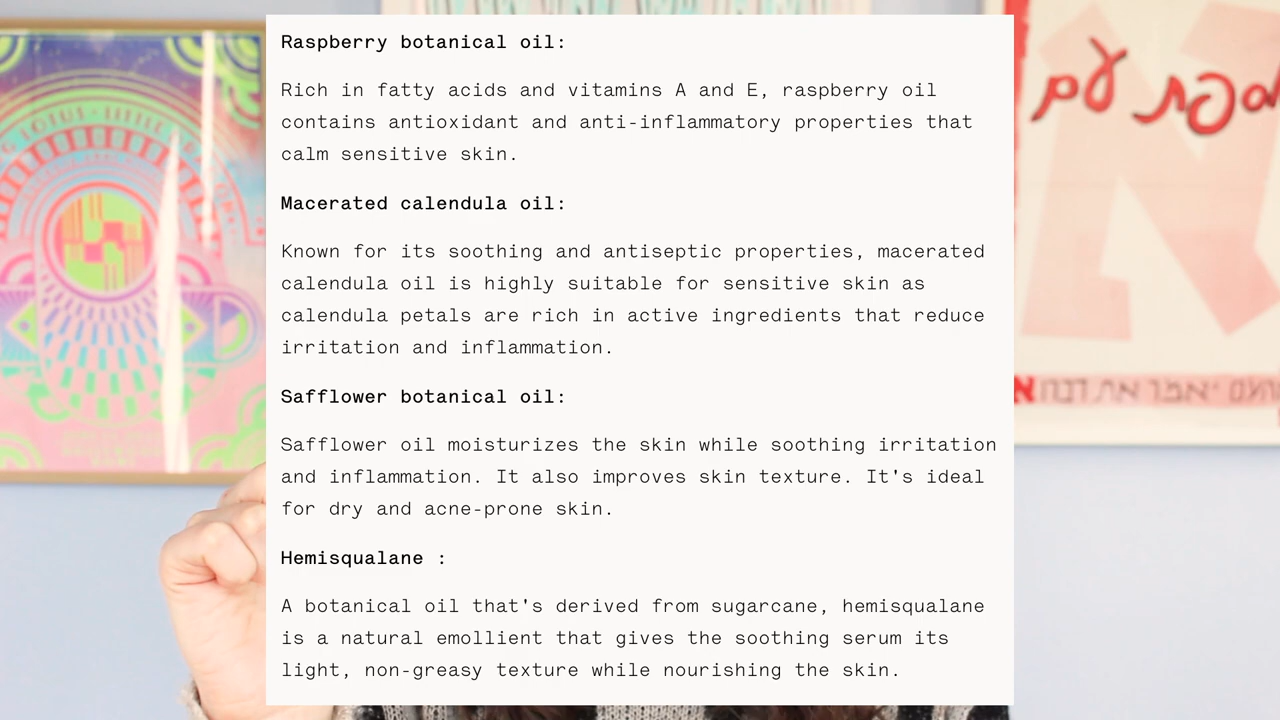 Raspberry botanical oil:
Rich in fatty acids and vitamins A and E, raspberry oil
contains antioxidant and anti-inflammatory properties that
calm sensitive skin.
Macerated calendula oil:
Known for its soothing and antiseptic properties, macerated
calendula oil is highly suitable for sensitive skin as
calendula petals are rich in active ingredients that reduce
irritation and inflammation.
Safflower botanical oil:
Safflower oil moisturizes the skin while soothing irritation
and inflammation. It also improves skin texture. It's ideal
for dry and acne-prone skin.
Hemisqualane :
A botanical oil that's derived from sugarcane, hemisqualane
is a natural emollient that gives the soothing serum its
light, non-greasy texture while nourishing the skin.